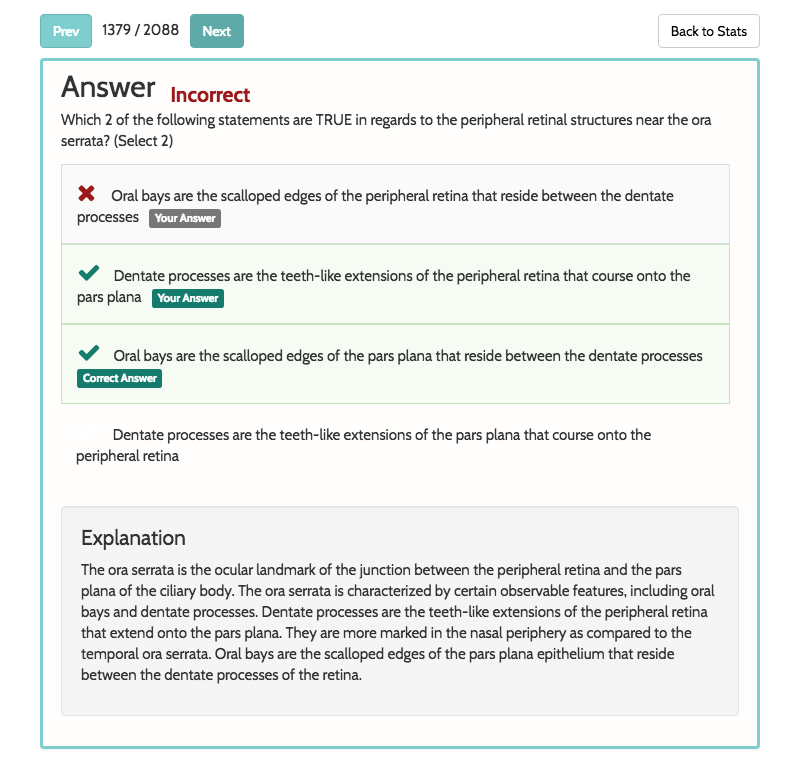 Prev 1379 / 2088 Next Back to Stats
Answer Incorrect
Which 2 of the following statements are TRUE in regards to the peripheral retinal structures near the ora
serrata? (Select 2)
Oral bays are the scalloped edges of the peripheral retina that reside between the dentate
processes Your Answer
Dentate processes are the teeth-like extensions of the peripheral retina that course onto the
pars plana Your Answer
Oral bays are the scalloped edges of the pars plana that reside between the dentate processes
Correct Answer
Dentate processes are the teeth-like extensions of the pars plana that course onto the
peripheral retina
Explanation
The ora serrata is the ocular landmark of the junction between the peripheral retina and the pars
plana of the ciliary body. The ora serrata is characterized by certain observable features, including oral
bays and dentate processes. Dentate processes are the teeth-like extensions of the peripheral retina
that extend onto the pars plana. They are more marked in the nasal periphery as compared to the
temporal ora serrata. Oral bays are the scalloped edges of the pars plana epithelium that reside
between the dentate processes of the retina.